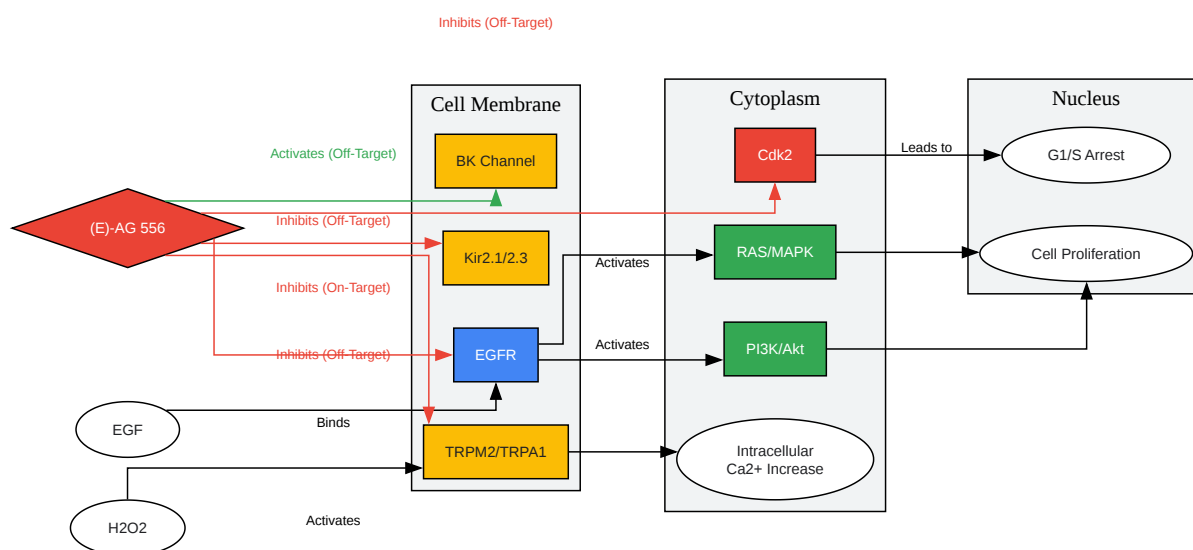 Inhibits (Off-Target)
Cell Membrane
Cytoplasm
Nucleus
BK Channel
Cdk2
Leads to
G1/S Arrest
Activates (Off-Target)
(E)-AG 556
Inhibits (Off-Target)
Kir2.1/2.3
Activates
RAS/MAPK
Cell Proliferation
Inhibits (On-Target)
Inhibits (Off-Target)
EGFR
Activates
PI3K/Akt
EGF
Binds
TRPM2/TRPA1
Intracellular
Ca2+ Increase
H2O2
Activates